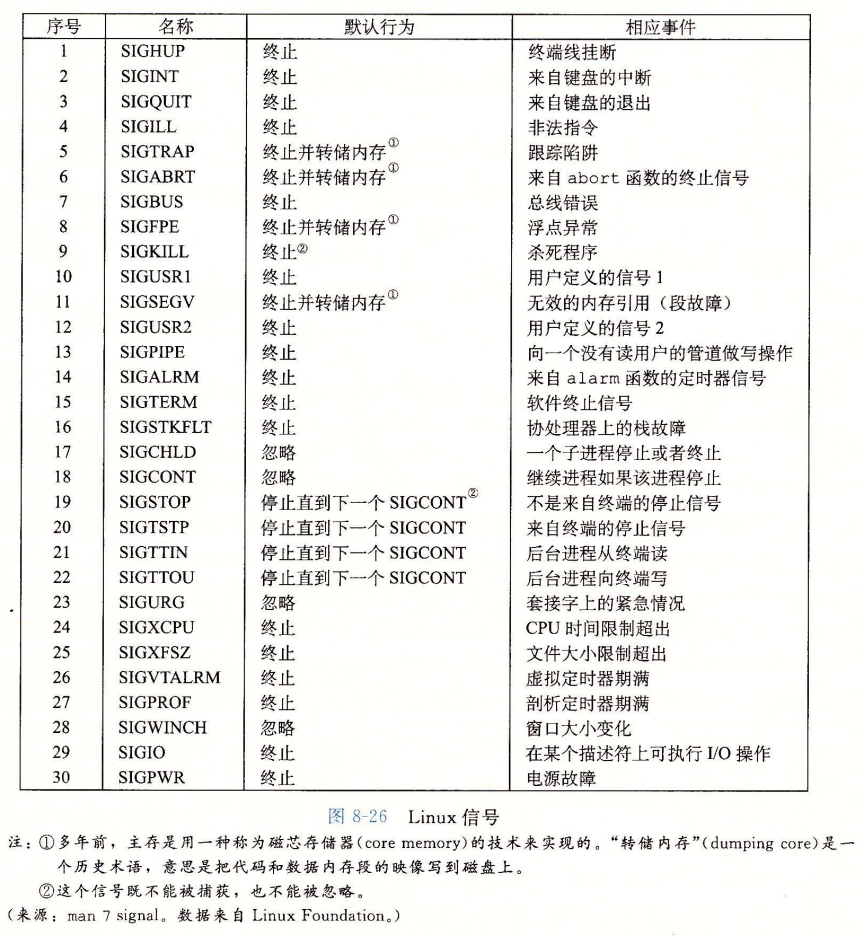 序号 名称 默认行为 相应事件
1 SIGHUP 终止 终端线挂断
2 SIGINT 终止 来自键盘的中断
3 SIGQUIT 终止 来自键盘的退出
4 SIGILL 终止 非法指令
5 SIGTRAP 终止并转储内存① 跟踪陷阱
6 SIGABRT 终止并转储内存① 来自 abort 函数的终止信号
7 SIGBUS 终止 总线错误
8 SIGFPE 终止并转储内存① 浮点异常
9 SIGKILL 终止② 杀死程序
10 SIGUSR1 终止 用户定义的信号 1
11 SIGSEGV 终止并转储内存① 无效的内存引用（段故障）
12 SIGUSR2 终止 用户定义的信号 2
13 SIGPIPE 终止 向一个没有读用户的管道做写操作
14 SIGALRM 终止 来自 alarm 函数的定时器信号
15 SIGTERM 终止 软件终止信号
16 SIGSTKFLT 终止 协处理器上的栈故障
17 SIGCHLD 忽略 一个子进程停止或者终止
18 SIGCONT 忽略 继续进程如果该进程停止
19 SIGSTOP 停止直到下一个 SIGCONT② 不是来自终端的停止信号
20 SIGTSTP 停止直到下一个 SIGCONT 来自终端的停止信号
21 SIGTTIN 停止直到下一个 SIGCONT 后台进程从终端读
22 SIGTTOU 停止直到下一个 SIGCONT 后台进程向终端写
23 SIGURG 忽略 套接字上的紧急情况
24 SIGXCPU 终止 CPU 时间限制超出
25 SIGXFSZ 终止 文件大小限制超出
26 SIGVTALRM 终止 虚拟定时器期满
27 SIGPROF 终止 剖析定时器期满
28 SIGWINCH 忽略 窗口大小变化
29 SIGIO 终止 在某个描述符上可执行 I/O 操作
30 SIGPWR 终止 电源故障
图 8-26 Linux 信号
注：①多年前，主存是用一种称为磁芯存储器(core memory)的技术来实现的。“转储内存”(dumping core)是一
个历史术语，意思是把代码和数据内存段的映像写到磁盘上。
②这个信号既不能被捕获，也不能被忽略。
(来源：man 7 signal。数据来自 Linux Foundation。)